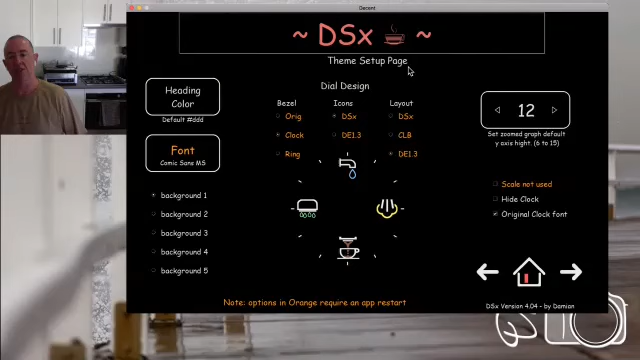 Decent
~ DSx ~
Theme Setup Page
Heading
Color
Default #ddd
Font
Comic Sans MS
background 1
background 2
background 3
background 4
background 5
Dial Design
Bezel Icons Layout
Orig DSx DSx
Clock DE1.3 CLB
Ring DE1.3
12
Set zoomed graph default
y axis hight. (6 to 15)
Scale not used
Hide Clock
Original Clock font
Note: options in Orange require an app restart
DSx Version 4.04 - by Damian